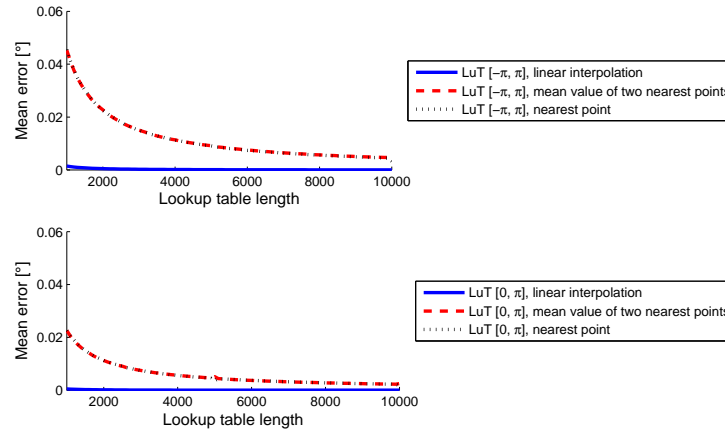 0.06
0.04
0.02
0
Mean error [°]
2000 4000 6000 8000 10000
Lookup table length
LuT [−π, π], linear interpolation
LuT [−π, π], mean value of two nearest points
LuT [−π, π], nearest point
0.06
0.04
0.02
0
Mean error [°]
2000 4000 6000 8000 10000
Lookup table length
LuT [0, π], linear interpolation
LuT [0, π], mean value of two nearest points
LuT [0, π], nearest point